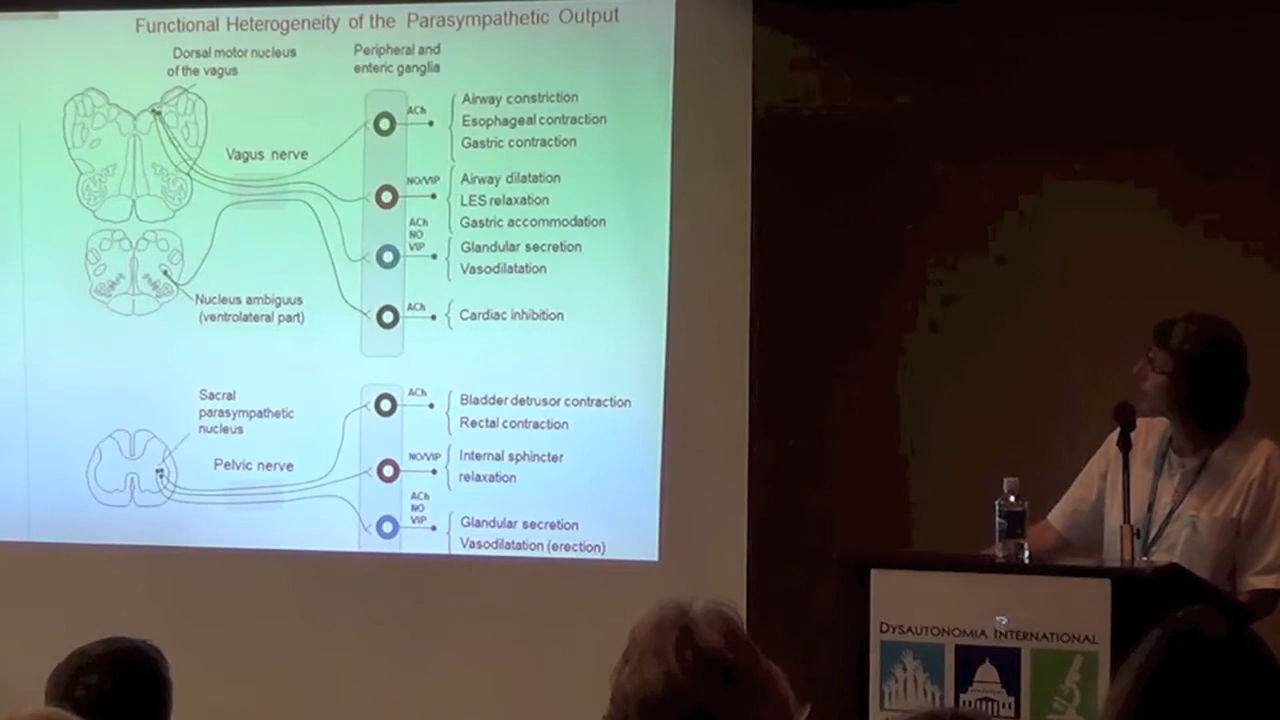 Functional Heterogeneity of the Parasympathetic Output
Dorsal motor nucleus
of the vagus
Peripheral and
enteric ganglia
Vagus nerve
ACh
Airway constriction
Esophageal contraction
Gastric contraction
NO/VIP
Airway dilatation
LES relaxation
Gastric accommodation
ACh
NO
VIP
Glandular secretion
Vasodilatation
Nucleus ambiguus
(ventrolateral part)
ACh
Cardiac inhibition
Sacral
parasympathetic
nucleus
Pelvic nerve
ACh
Bladder detrusor contraction
Rectal contraction
NO/VIP
Internal sphincter
relaxation
ACh
NO
VIP
Glandular secretion
Vasodilatation (erection)
DYSAUTONOMIA INTERNATIONAL